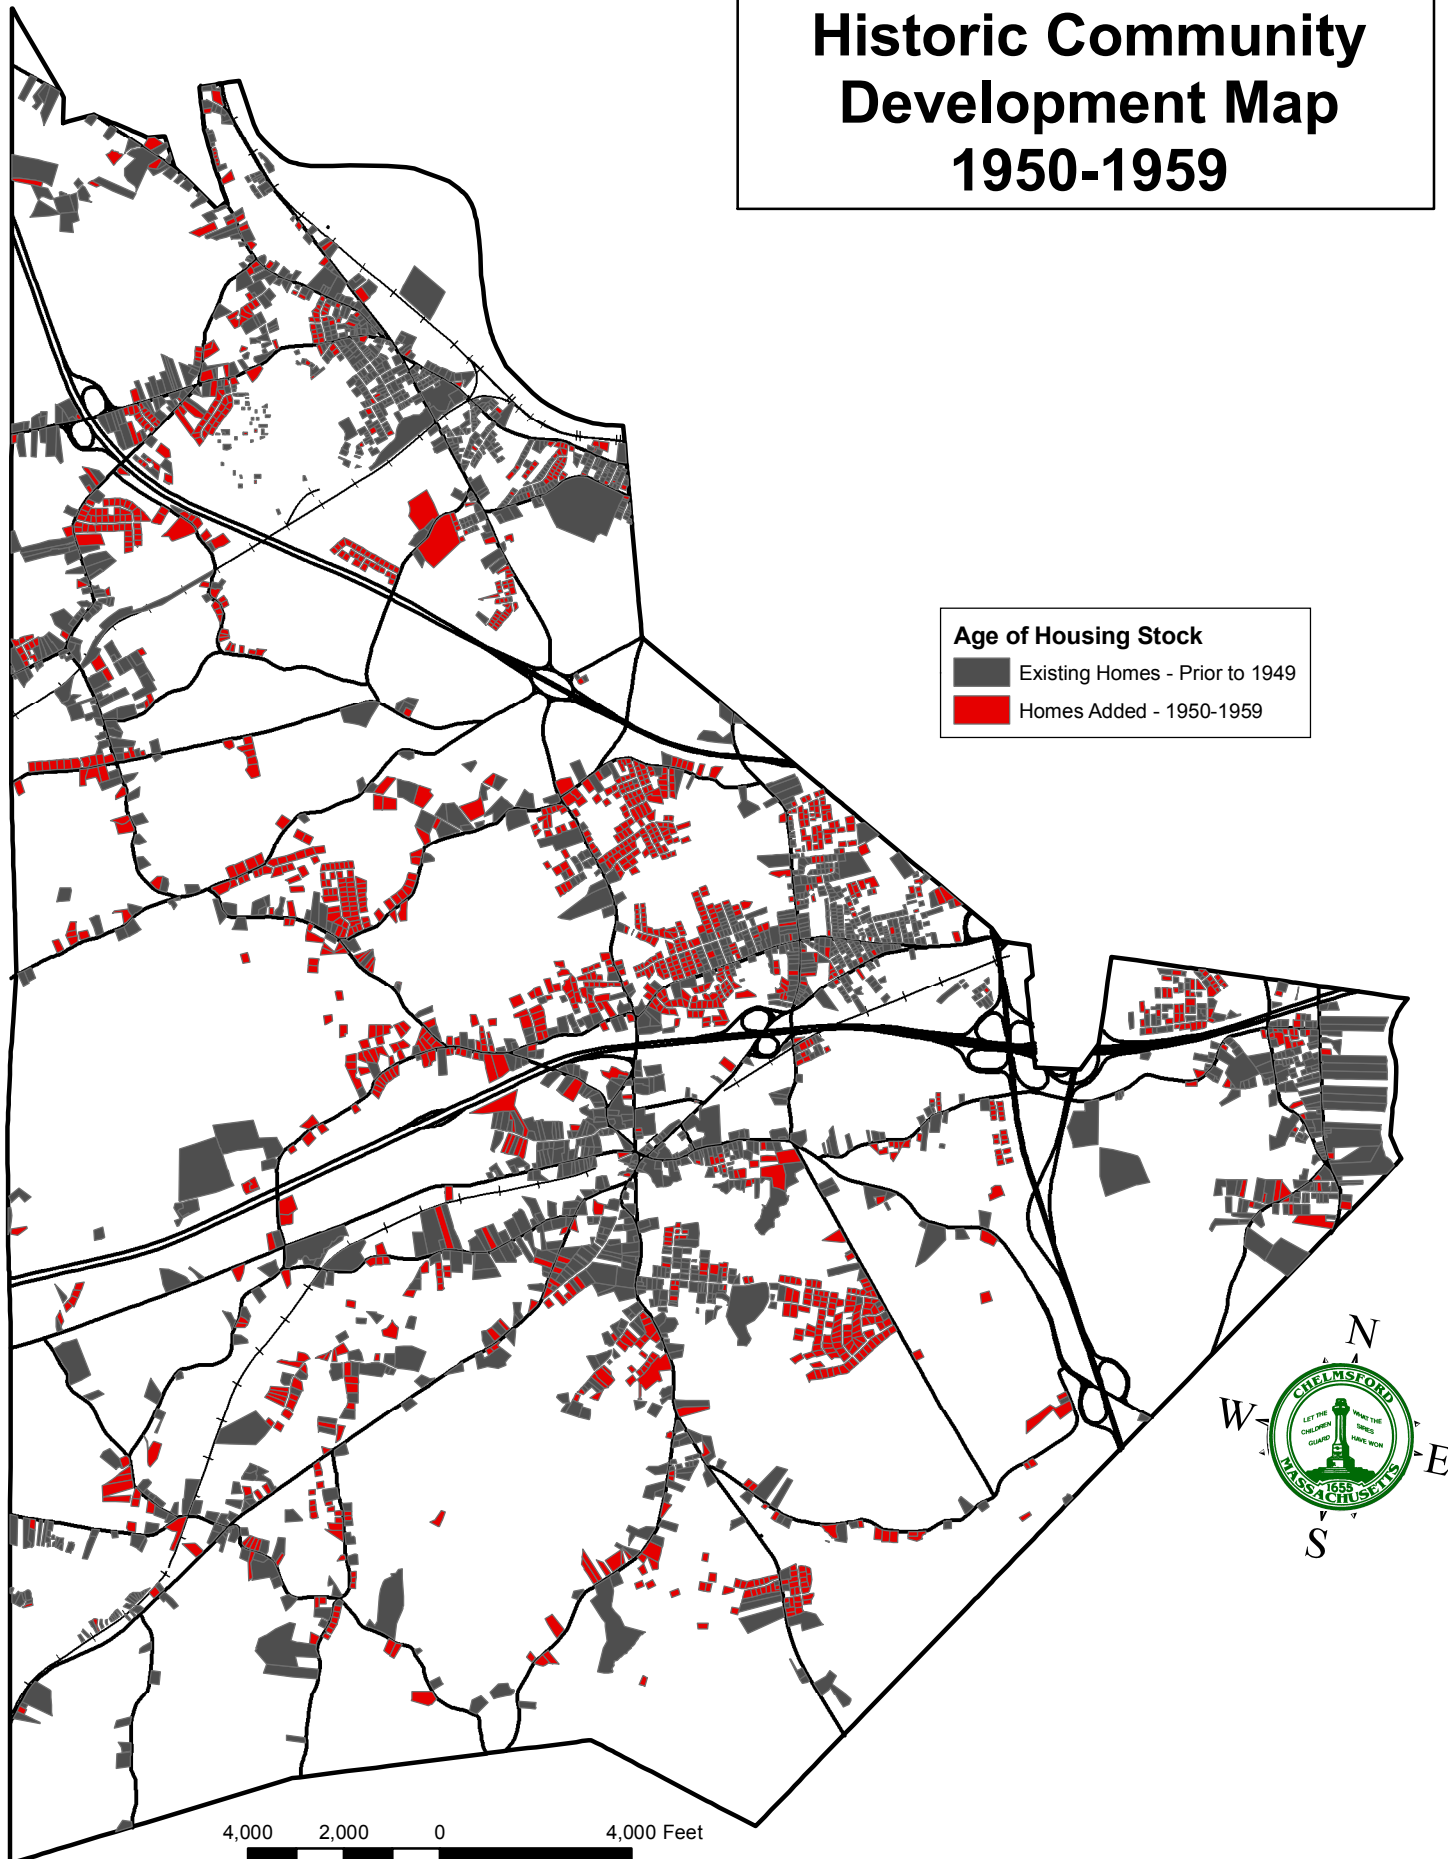 Historic Community
Development Map
1950-1959
Age of Housing Stock
Existing Homes - Prior to 1949
Homes Added - 1950-1959
N
W
E
S
CHELMSFORD
LET THE
CHILDREN
GUARD
WHAT THE
SIRES
HAVE WON
1655
MASSACHUSETTS
4,000 2,000 0 4,000 Feet